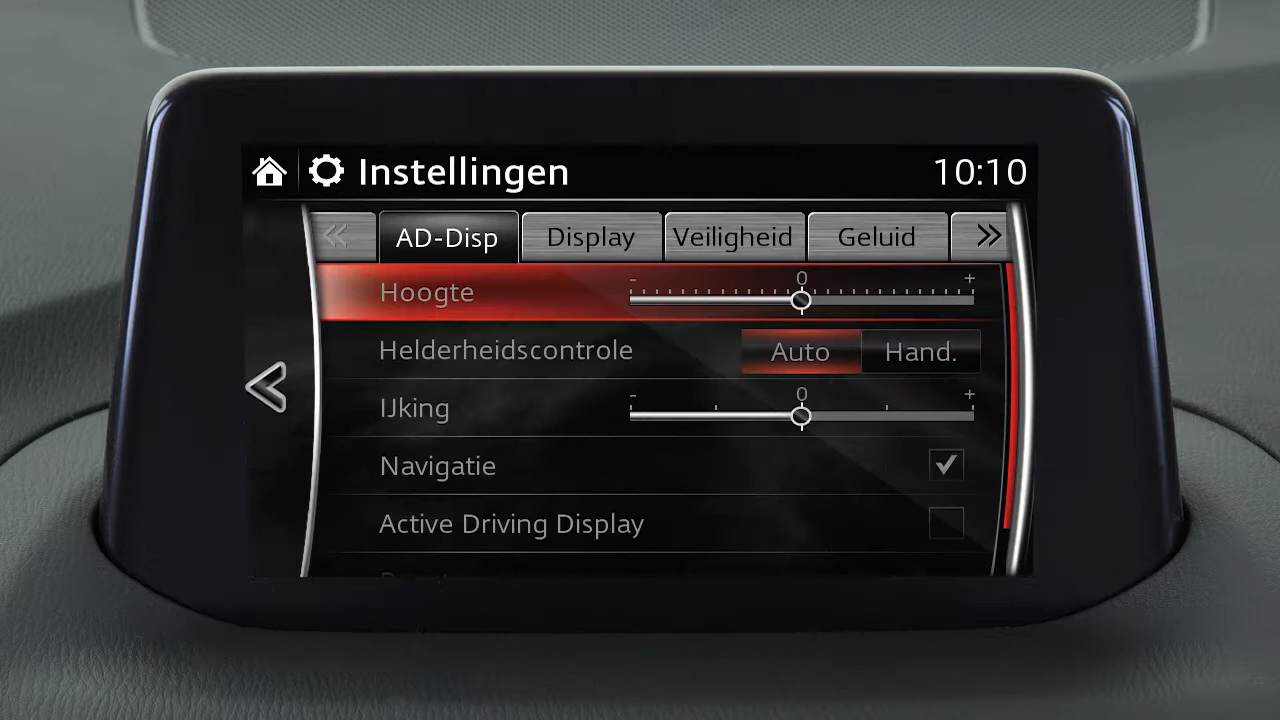 Instellingen 10:10
AD-Disp Display Veiligheid Geluid
Hoogte - 0 +
Helderheidscontrole Auto Hand.
IJking - 0 +
Navigatie
Active Driving Display